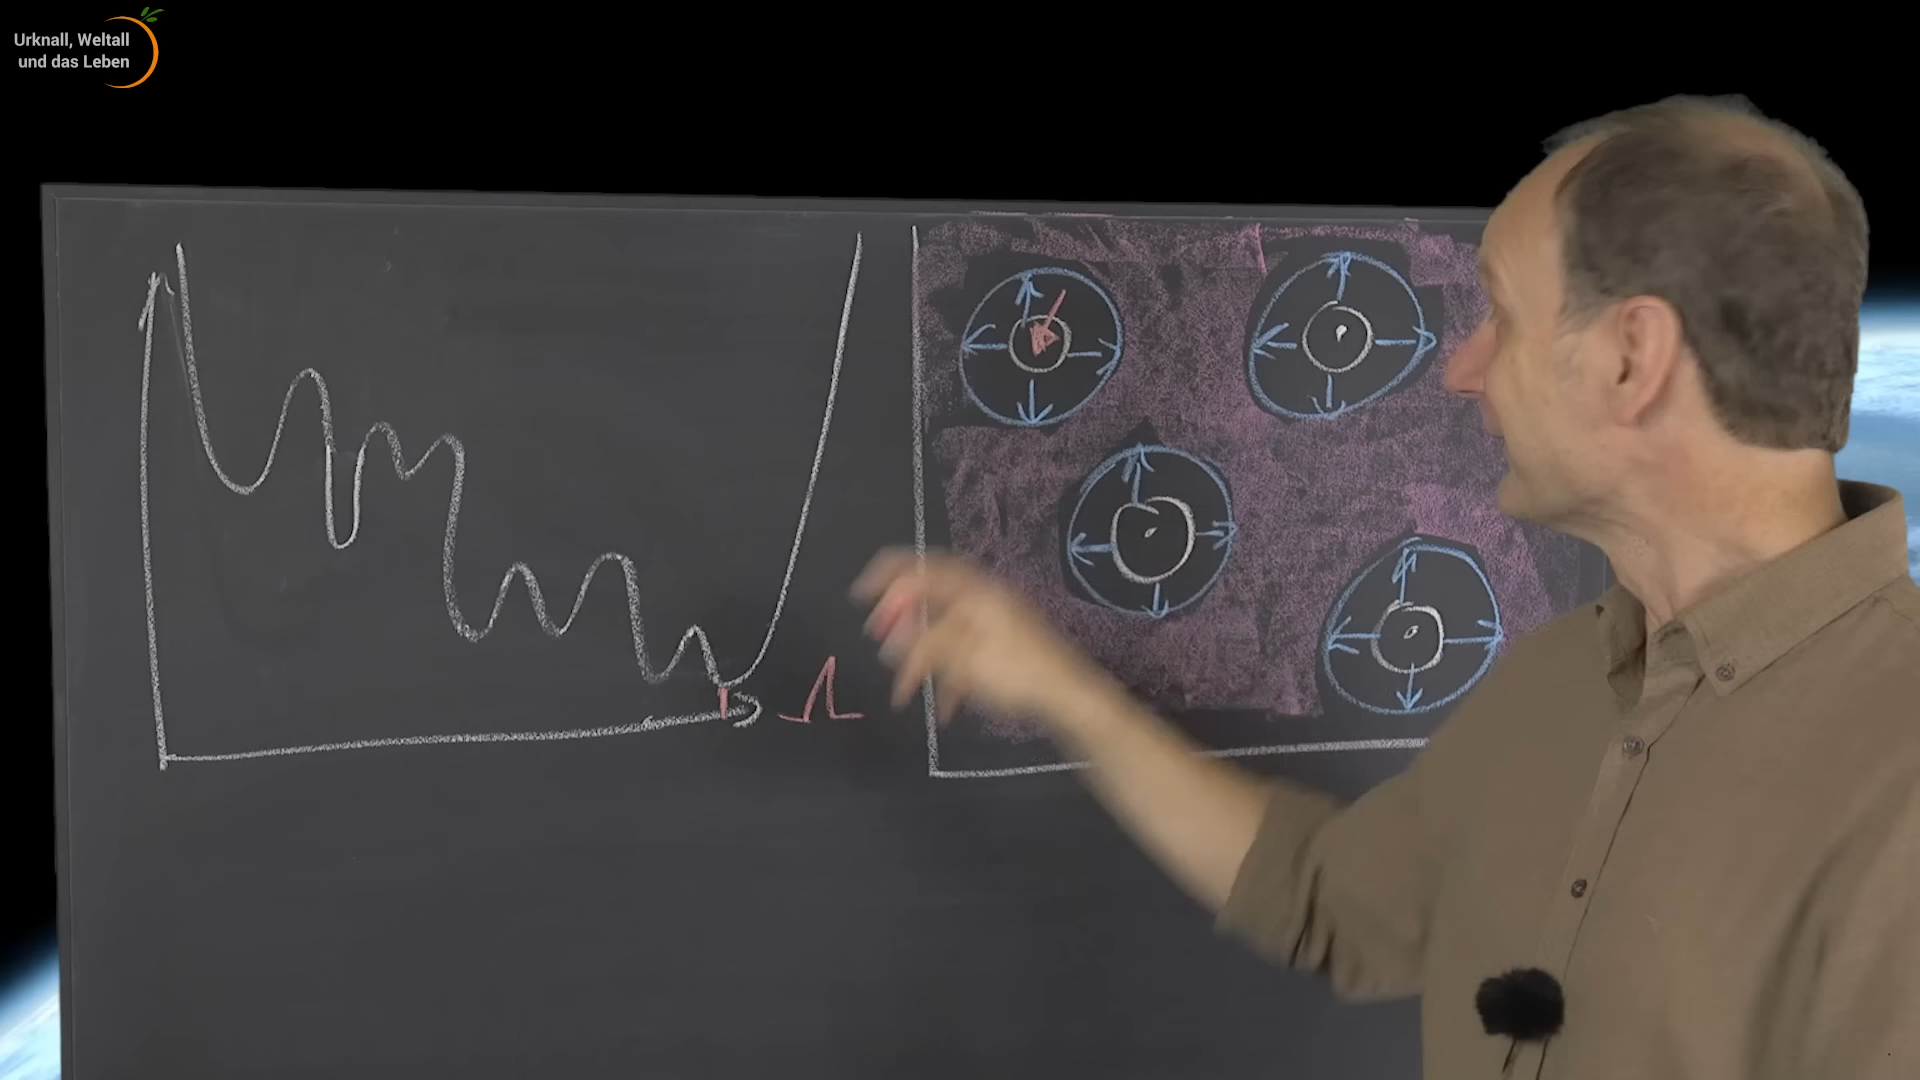 Urknall, Weltall
und das Leben
Λ